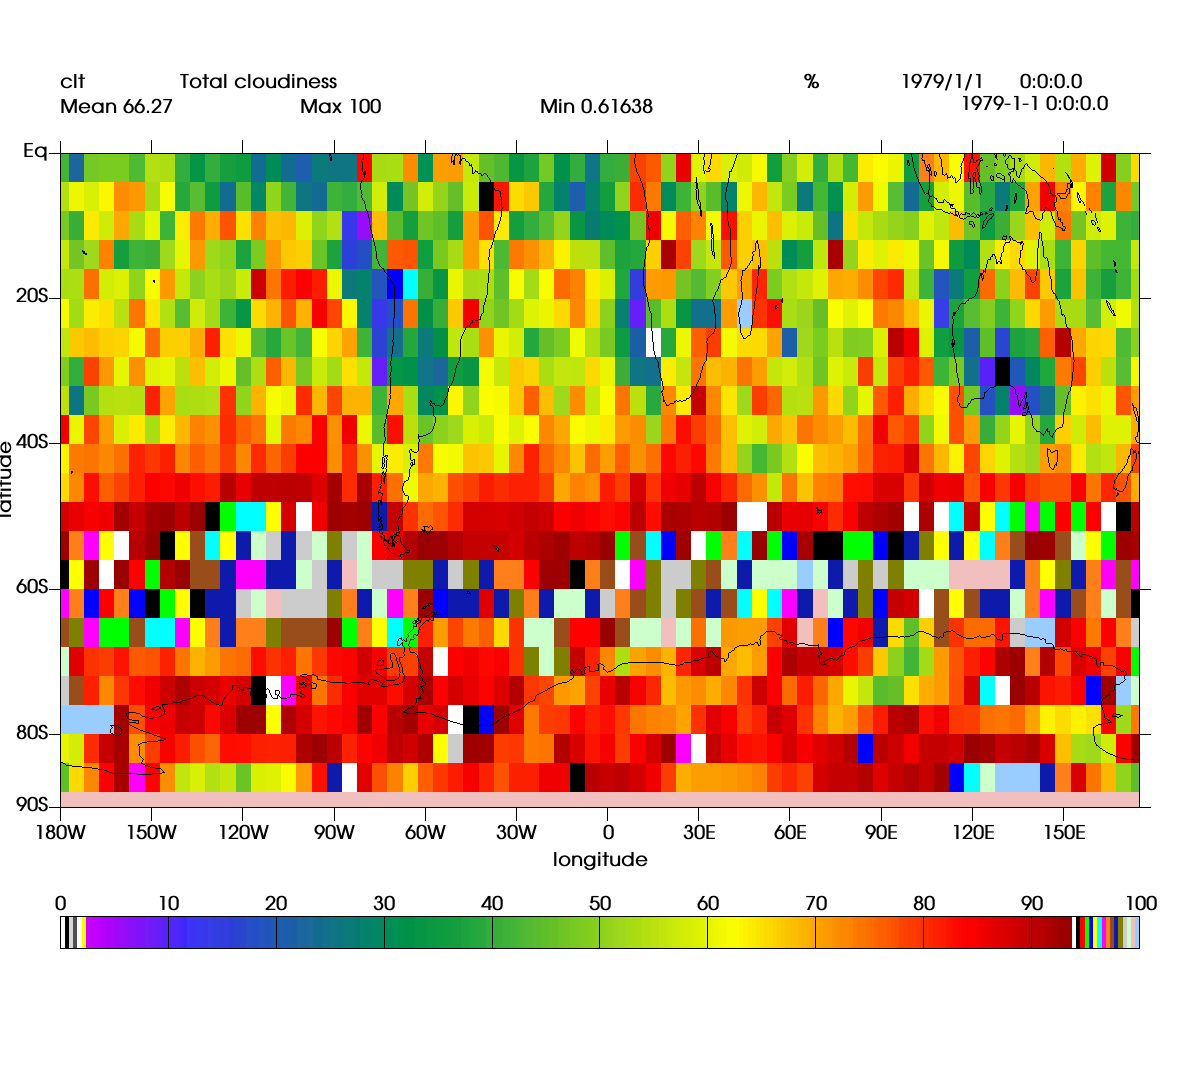 clt Total cloudiness % 1979/1/1 0:0:0.0
Mean 66.27 Max 100 Min 0.61638 1979-1-1 0:0:0.0
Eq
20S
40S
latitude
60S
80S
90S
180W 150W 120W 90W 60W 30W 0 30E 60E 90E 120E 150E
longitude
0 10 20 30 40 50 60 70 80 90 100